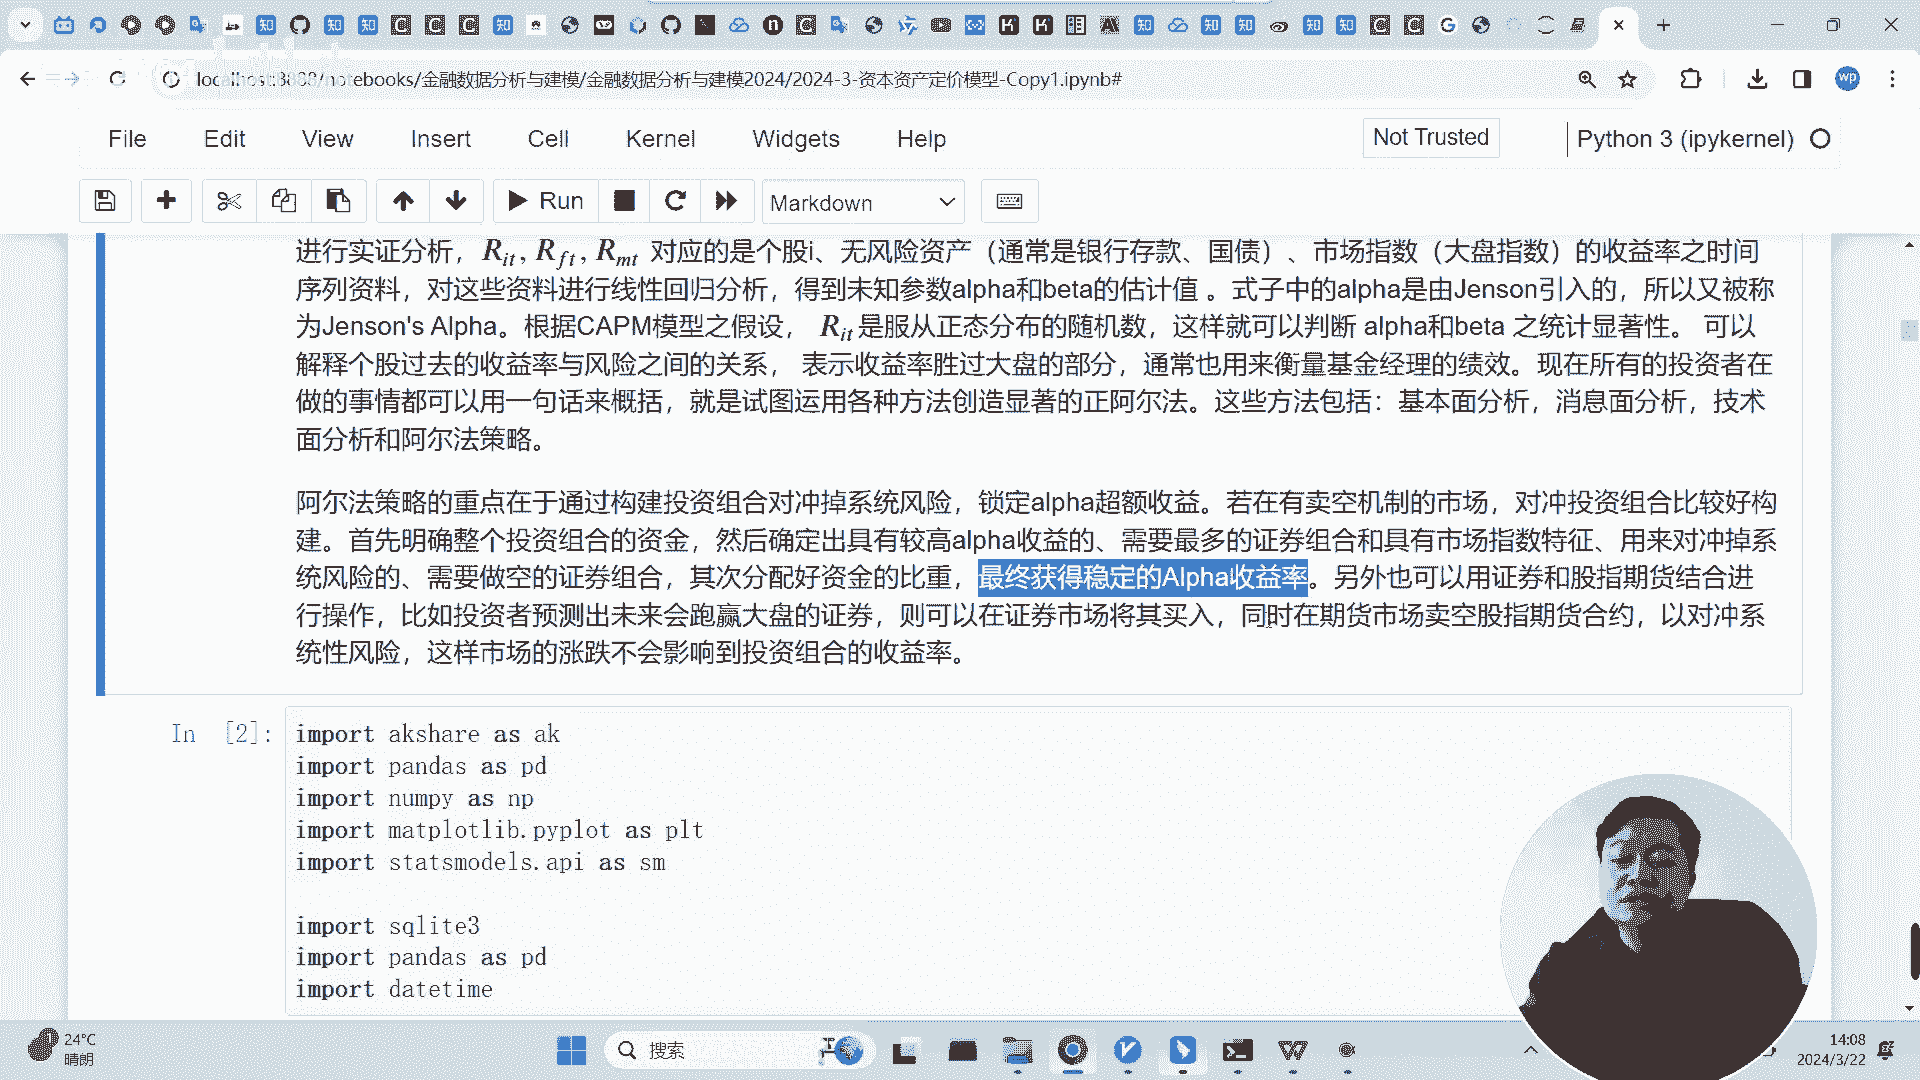 localhost:8888/notebooks/金融数据分析与建模/金融数据分析与建模2024/2024-3-资本资产定价模型-Copy1.ipynb#
wp
File Edit View Insert Cell Kernel Widgets Help
Not Trusted
Python 3 (ipykernel)
Run
Markdown
进行实证分析， Rit, Rft, Rmt 对应的是个股i、无风险资产（通常是银行存款、国债）、市场指数（大盘指数）的收益率之时间
序列资料，对这些资料进行线性回归分析，得到未知参数alpha和beta的估计值 。式子中的alpha是由Jenson引入的，所以又被称
为Jenson's Alpha。根据CAPM模型之假设， Rit 是服从正态分布的随机数，这样就可以判断 alpha和beta 之统计显著性。 可以
解释个股过去的收益率与风险之间的关系， 表示收益率胜过大盘的部分，通常也用来衡量基金经理的绩效。现在所有的投资者在
做的事情都可以用一句话来概括，就是试图运用各种方法创造显著的正阿尔法。这些方法包括：基本面分析，消息面分析，技术
面分析和阿尔法策略。
阿尔法策略的重点在于通过构建投资组合对冲掉系统风险，锁定alpha超额收益。若在有卖空机制的市场，对冲投资组合比较好构
建。首先明确整个投资组合的资金，然后确定出具有较高alpha收益的、需要最多的证券组合和具有市场指数特征、用来对冲掉系
统风险的、需要做空的证券组合，其次分配好资金的比重，最终获得稳定的Alpha收益率。另外也可以用证券和股指期货结合进
行操作，比如投资者预测出未来会跑赢大盘的证券，则可以在证券市场将其买入，同时在期货市场卖空股指期货合约，以对冲系
统性风险，这样市场的涨跌不会影响到投资组合的收益率。
In [2]:
import akshare as ak
import pandas as pd
import numpy as np
import matplotlib.pyplot as plt
import statsmodels.api as sm
import sqlite3
import pandas as pd
import datetime
24°C
晴朗
搜索
14:08
2024/3/22